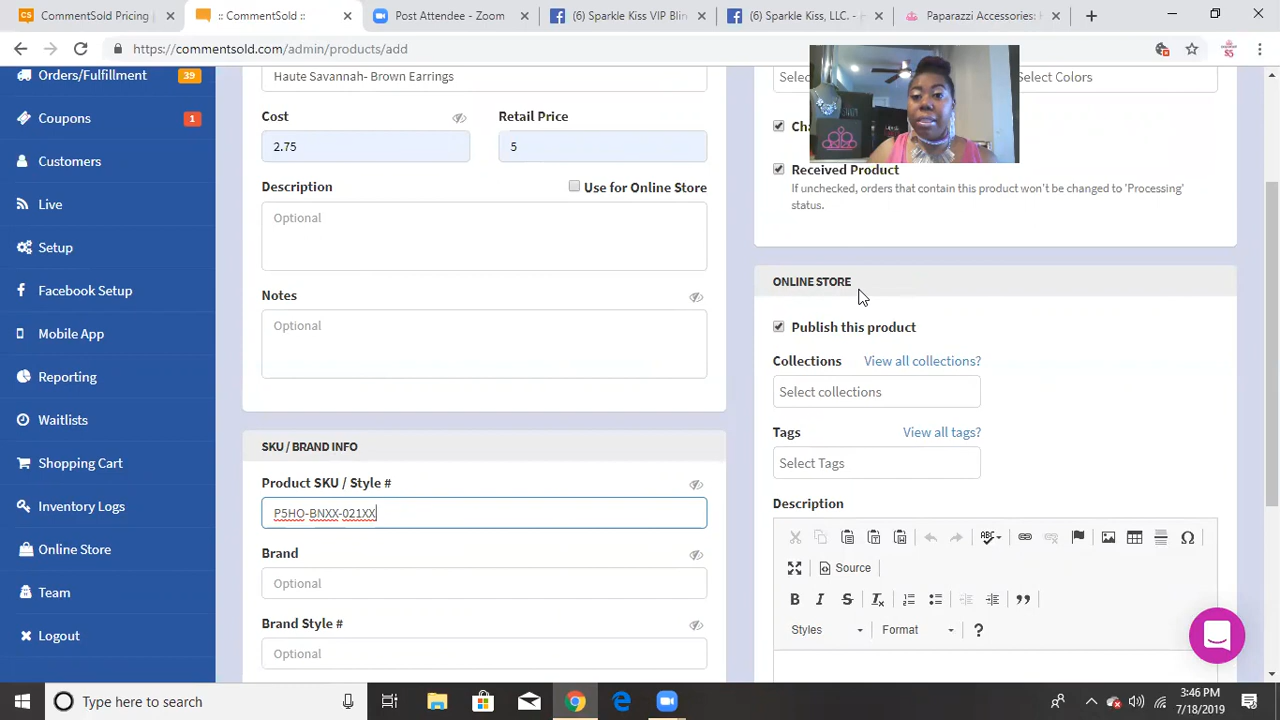 CommentSold Pricing |
:: CommentSold ::
Post Attendee - Zoom
(6) Sparkle Kiss VIP Blin
(6) Sparkle Kiss, LLC. - H
Paparazzi Accessories: H
https://commentsold.com/admin/products/add
Orders/Fulfillment 39
Coupons 1
Customers
Live
Setup
Facebook Setup
Mobile App
Reporting
Waitlists
Shopping Cart
Inventory Logs
Online Store
Team
Logout
Haute Savannah- Brown Earrings
Cost
2.75
Retail Price
5
Description
Use for Online Store
Optional
Notes
Optional
SKU / BRAND INFO
Product SKU / Style #
P5HO-BNXX-021XX
Brand
Optional
Brand Style #
Optional
Select Colors
Received Product
If unchecked, orders that contain this product won't be changed to 'Processing'
status.
ONLINE STORE
Publish this product
Collections View all collections?
Select collections
Tags View all tags?
Select Tags
Description
Source
Styles
Format
Type here to search
3:46 PM
7/18/2019